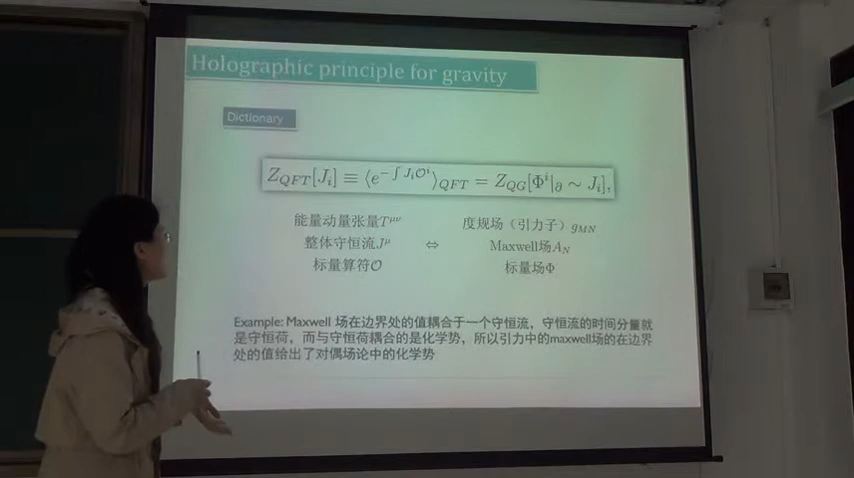 Holographic principle for gravity
Dictionary
Z_{QFT}[J_i] ≡ ⟨e^{-∫ J_i O^i}⟩_{QFT} = Z_{QG}[Φ^i|_∂ ∼ J_i],
能量动量张量T^{μν} 度规场（引力子）g_{MN}
整体守恒流J^μ ⇔ Maxwell场A_N
标量算符O 标量场Φ
Example: Maxwell 场在边界处的值耦合于一个守恒流，守恒流的时间分量就
是守恒荷，而与守恒荷耦合的是化学势，所以引力中的maxwell场的在边界
处的值给出了对偶场论中的化学势